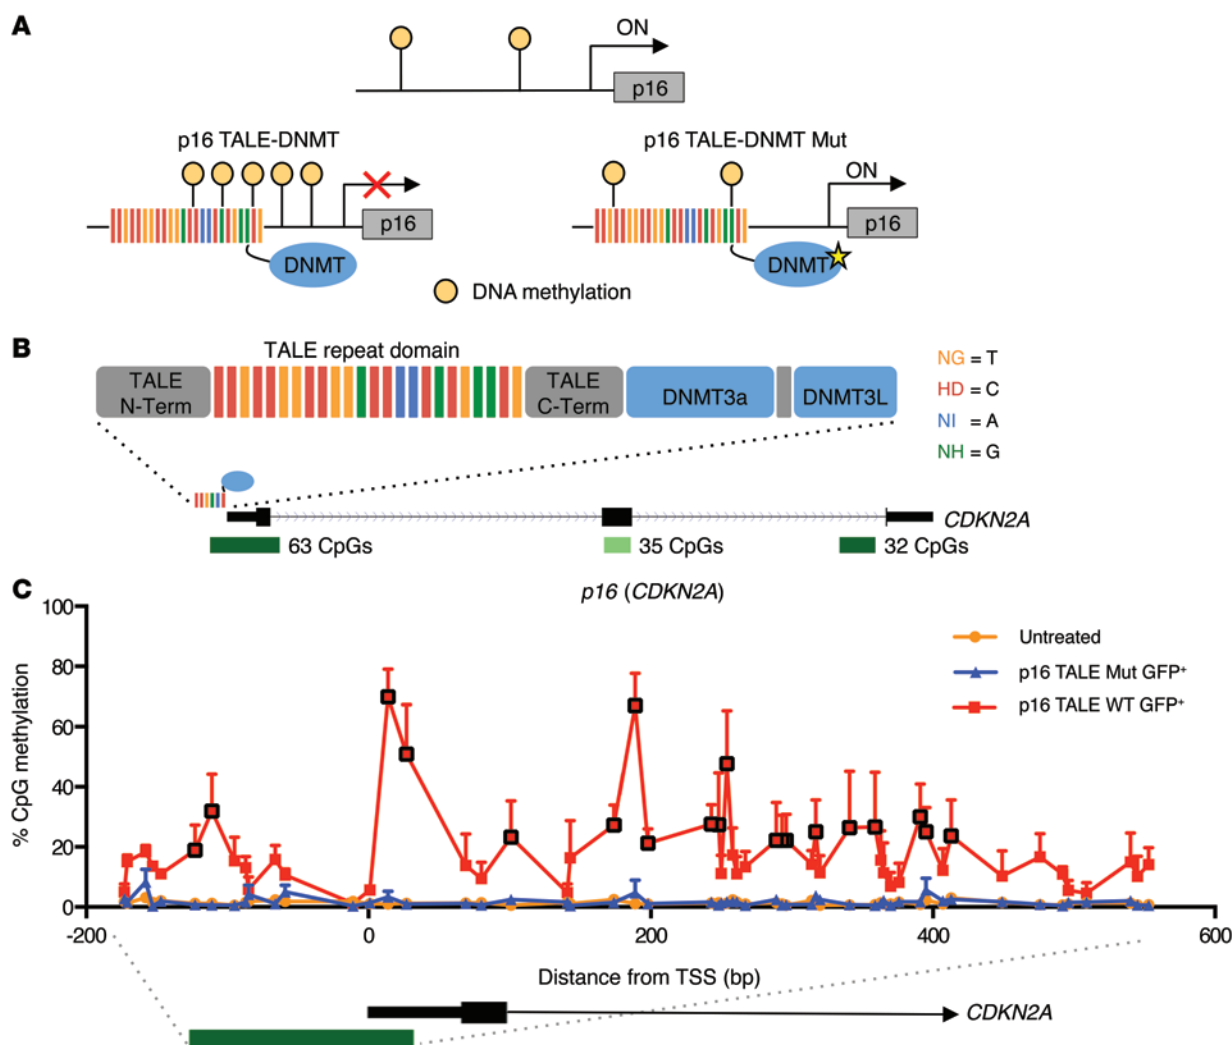 A
ON
p16
p16 TALE-DNMT
p16 TALE-DNMT Mut
ON
p16
p16
DNMT
DNMT
DNA methylation
B
TALE repeat domain
TALE
N-Term
TALE
C-Term
DNMT3a
DNMT3L
NG = T
HD = C
NI = A
NH = G
CDKN2A
63 CpGs
35 CpGs
32 CpGs
C
p16 (CDKN2A)
% CpG methylation
100
80
60
40
20
0
Untreated
p16 TALE Mut GFP⁺
p16 TALE WT GFP⁺
-200
0
200
400
600
Distance from TSS (bp)
CDKN2A